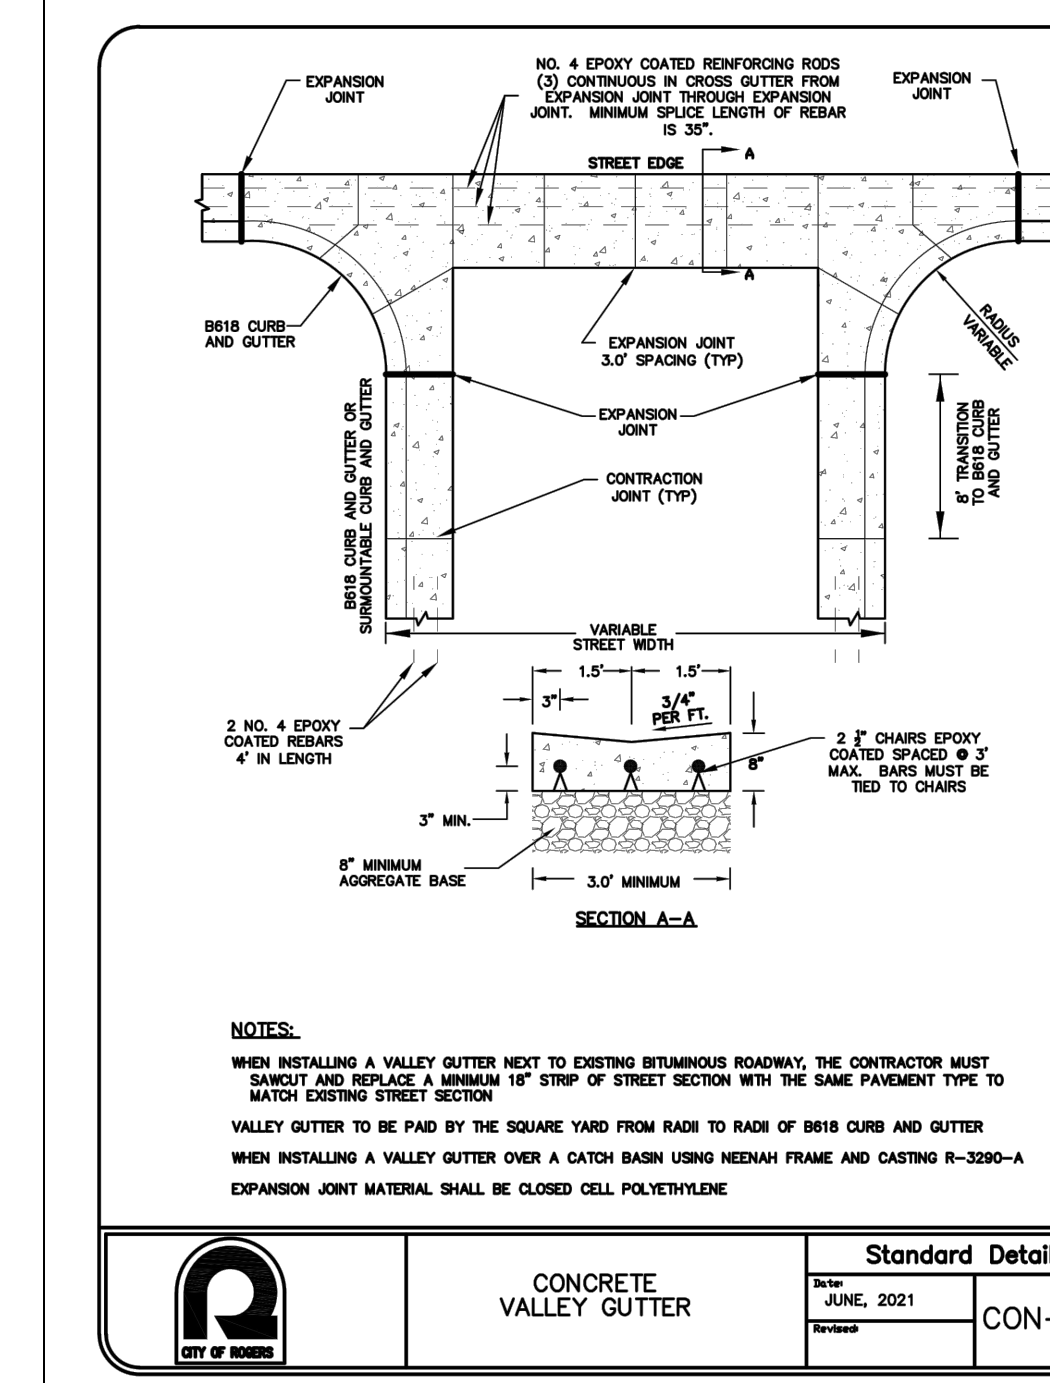 EXPANSION
JOINT
NO. 4 EPOXY COATED REINFORCING RODS
(3) CONTINUOUS IN CROSS GUTTER FROM
EXPANSION JOINT THROUGH EXPANSION
JOINT. MINIMUM SPLICE LENGTH OF REBAR
IS 35".
EXPANSION
JOINT
STREET EDGE
A
A
B618 CURB
AND GUTTER
EXPANSION JOINT
3.0' SPACING (TYP)
RADIUS
VARIABLE
B618 CURB AND GUTTER OR
SURMOUNTABLE CURB AND GUTTER
EXPANSION
JOINT
8' TRANSITION
TO B618 CURB
AND GUTTER
CONTRACTION
JOINT (TYP)
VARIABLE
STREET WIDTH
1.5'
1.5'
3"
3/4"
PER FT.
2 NO. 4 EPOXY
COATED REBARS
4' IN LENGTH
2 ½" CHAIRS EPOXY
COATED SPACED @ 3'
MAX. BARS MUST BE
TIED TO CHAIRS
8"
3" MIN.
8" MINIMUM
AGGREGATE BASE
3.0' MINIMUM
SECTION A-A
NOTES:
WHEN INSTALLING A VALLEY GUTTER NEXT TO EXISTING BITUMINOUS ROADWAY, THE CONTRACTOR MUST
SAWCUT AND REPLACE A MINIMUM 18" STRIP OF STREET SECTION WITH THE SAME PAVEMENT TYPE TO
MATCH EXISTING STREET SECTION
VALLEY GUTTER TO BE PAID BY THE SQUARE YARD FROM RADII TO RADII OF B618 CURB AND GUTTER
WHEN INSTALLING A VALLEY GUTTER OVER A CATCH BASIN USING NEENAH FRAME AND CASTING R-3290-A
EXPANSION JOINT MATERIAL SHALL BE CLOSED CELL POLYETHYLENE
R
CITY OF ROGERS
CONCRETE
VALLEY GUTTER
Standard Detail
Date:
JUNE, 2021
Revised:
CON-